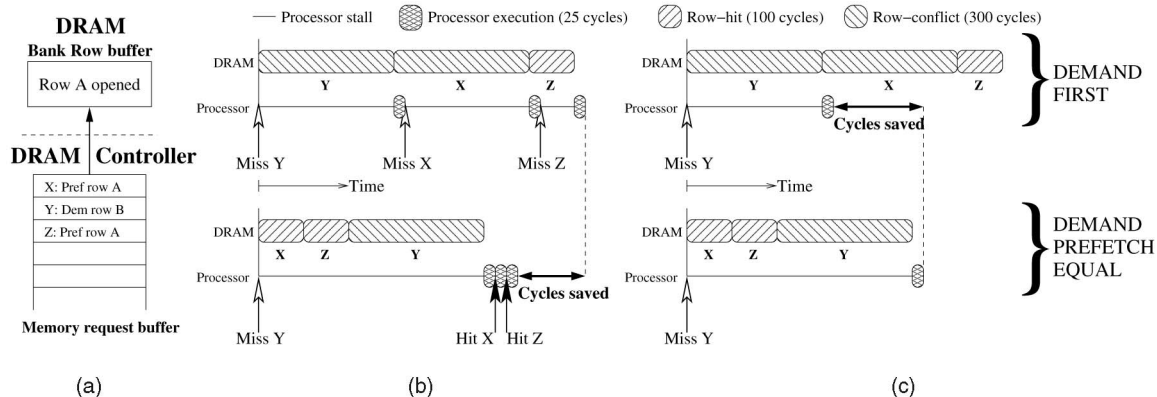 DRAM
Bank Row buffer
Row A opened
DRAM Controller
X: Pref row A
Y: Dem row B
Z: Pref row A
Memory request buffer
(a)
Processor stall
Processor execution (25 cycles)
Row-hit (100 cycles)
Row-conflict (300 cycles)
DRAM
Y X Z
Processor
Miss Y Miss X Miss Z
Time
DRAM
X Z Y
Processor
Cycles saved
Miss Y Hit X Hit Z
(b)
DRAM
Y X Z
Processor
Cycles saved
Miss Y
DRAM
X Z Y
Processor
Miss Y
(c)
DEMAND
FIRST
DEMAND
PREFETCH
EQUAL